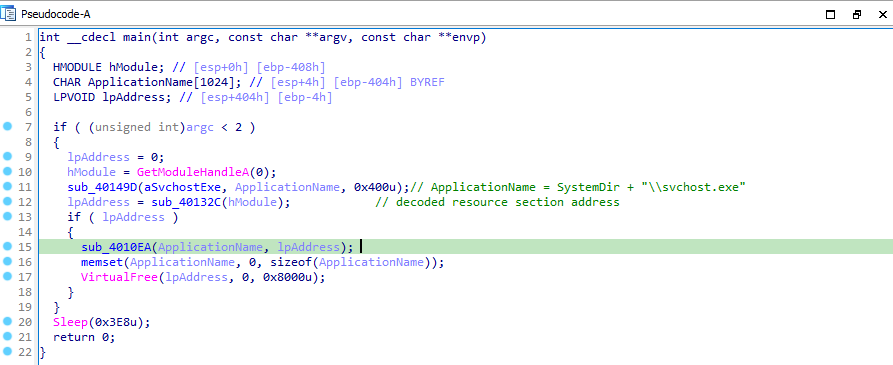 Pseudocode-A
1 int __cdecl main(int argc, const char **argv, const char **envp)
2 {
3 HMODULE hModule; // [esp+0h] [ebp-408h]
4 CHAR ApplicationName[1024]; // [esp+4h] [ebp-404h] BYREF
5 LPVOID lpAddress; // [esp+404h] [ebp-4h]
6
7 if ( (unsigned int)argc < 2 )
8 {
9 lpAddress = 0;
10 hModule = GetModuleHandleA(0);
11 sub_40149D(aSvchostExe, ApplicationName, 0x400u);// ApplicationName = SystemDir + "\\svchost.exe"
12 lpAddress = sub_40132C(hModule); // decoded resource section address
13 if ( lpAddress )
14 {
15 sub_4010EA(ApplicationName, lpAddress);
16 memset(ApplicationName, 0, sizeof(ApplicationName));
17 VirtualFree(lpAddress, 0, 0x8000u);
18 }
19 }
20 Sleep(0x3E8u);
21 return 0;
22 }